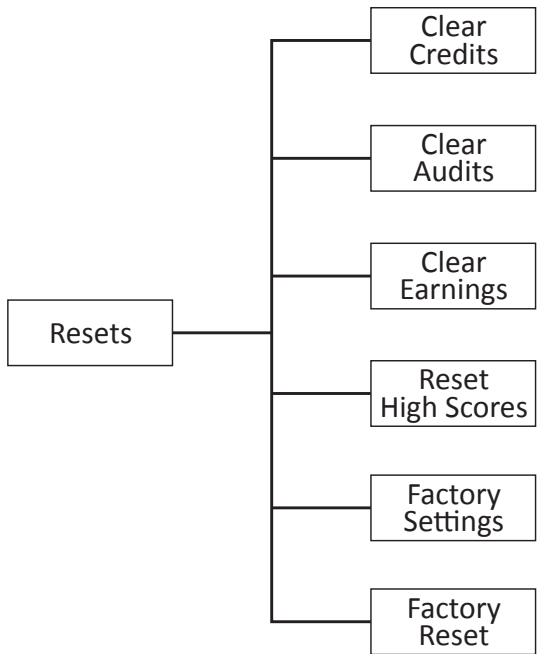 Clear
Credits
Clear
Audits
Clear
Earnings
Resets
Reset
High Scores
Factory
Settings
Factory
Reset